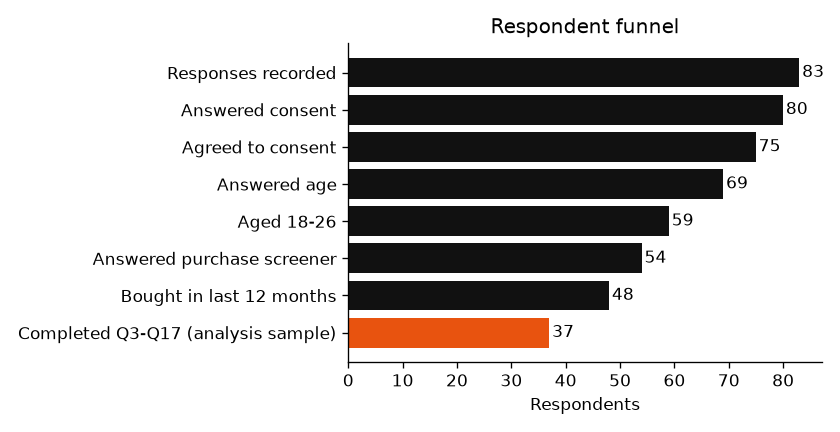 Respondent funnel
Responses recorded 83
Answered consent 80
Agreed to consent 75
Answered age 69
Aged 18-26 59
Answered purchase screener 54
Bought in last 12 months 48
Completed Q3-Q17 (analysis sample) 37
0 10 20 30 40 50 60 70 80
Respondents